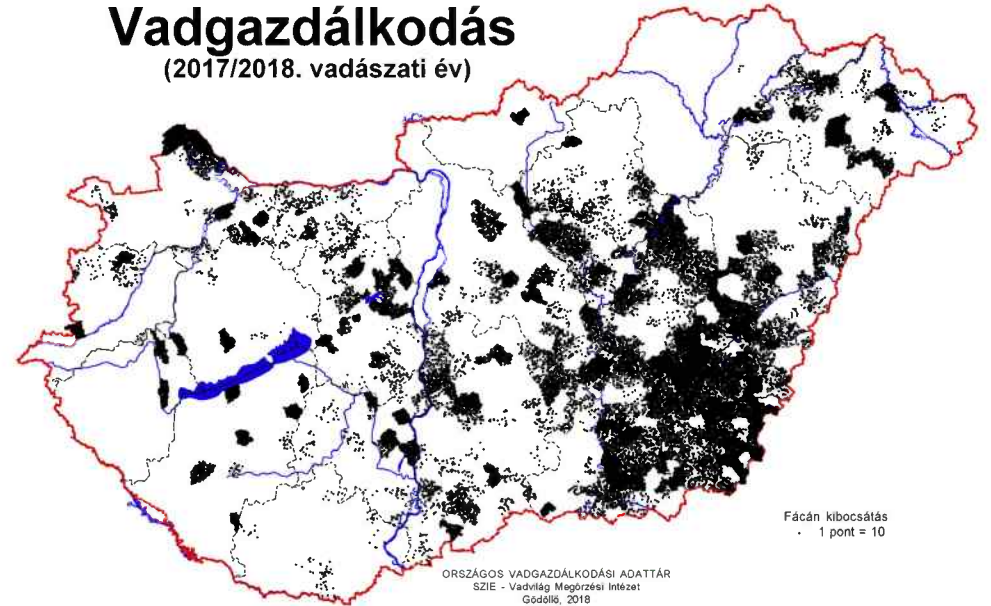 Vadgazdálkodás
(2017/2018. vadászati év)
Fácán kibocsátás
. 1 pont = 10
ORSZÁGOS VADGAZDÁLKODÁSI ADATTÁR
SZIE - Vadvilág Megőrzési Intézet
Gödöllő, 2018